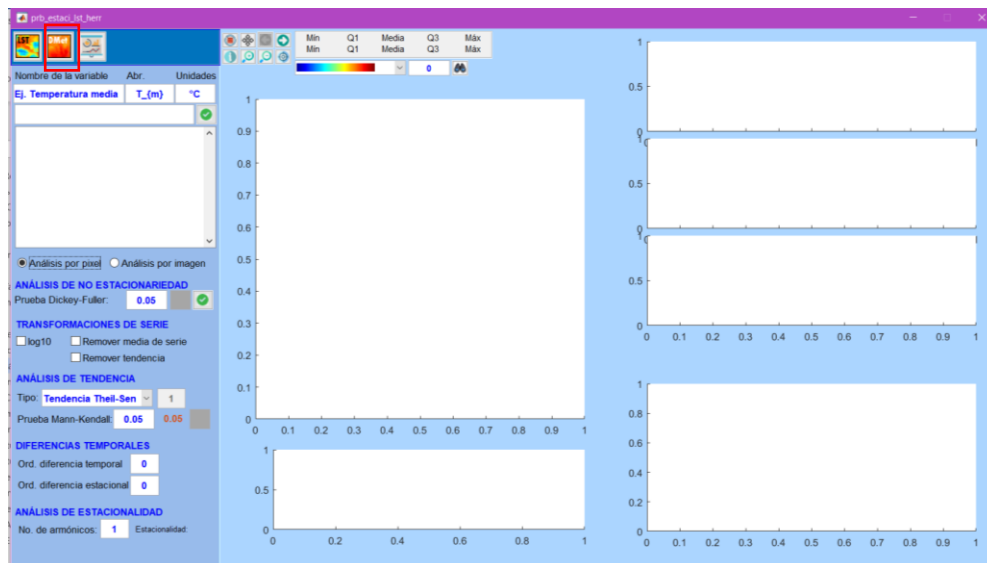 prb_estaci_lst_herr
LST DMet
Nombre de la variable Abr. Unidades
Ej. Temperatura media T_{m} °C
Análisis por pixel Análisis por imagen
ANÁLISIS DE NO ESTACIONARIEDAD
Prueba Dickey-Fuller: 0.05
TRANSFORMACIONES DE SERIE
log10 Remover media de serie
Remover tendencia
ANÁLISIS DE TENDENCIA
Tipo: Tendencia Theil-Sen 1
Prueba Mann-Kendall: 0.05 0.05
DIFERENCIAS TEMPORALES
Ord. diferencia temporal 0
Ord. diferencia estacional 0
ANÁLISIS DE ESTACIONALIDAD
No. de armónicos: 1 Estacionalidad:
Min Q1 Media Q3 Máx
Min Q1 Media Q3 Máx
0
1
0.9
0.8
0.7
0.6
0.5
0.4
0.3
0.2
0.1
0
0 0.1 0.2 0.3 0.4 0.5 0.6 0.7 0.8 0.9 1
1
0.5
0
0 0.2 0.4 0.6 0.8 1
1
0.5
0
0.5
0
0.5
0
0 0.1 0.2 0.3 0.4 0.5 0.6 0.7 0.8 0.9 1
1
0.8
0.6
0.4
0.2
0
0 0.1 0.2 0.3 0.4 0.5 0.6 0.7 0.8 0.9 1